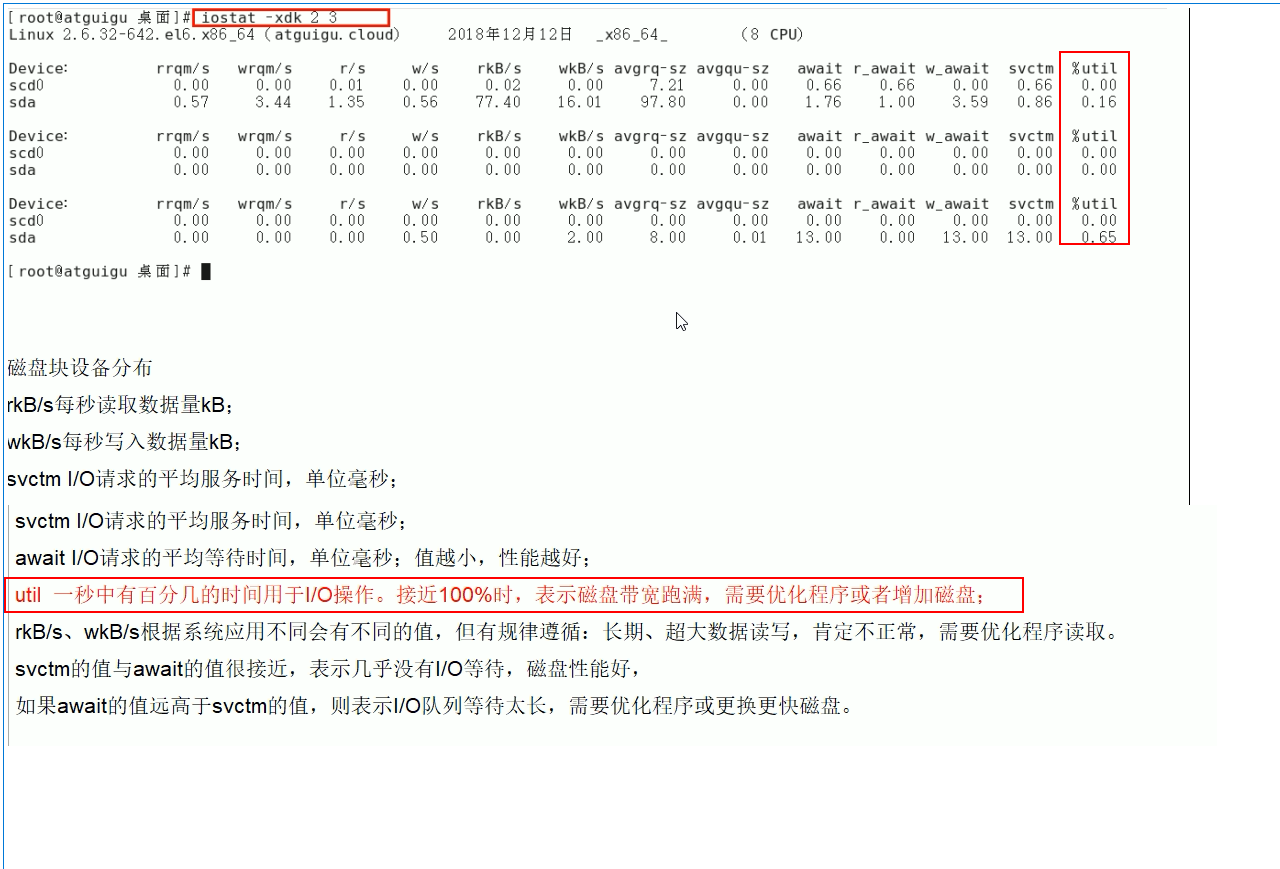 [root@atguigu 桌面]# iostat -xdk 2 3
Linux 2.6.32-642.el6.x86_64 (atguigu.cloud) 2018年12月12日 _x86_64_ (8 CPU)
Device: rrqm/s wrqm/s r/s w/s rkB/s wkB/s avgrq-sz avgqu-sz await r_await w_await svctm %util
scd0 0.00 0.00 0.01 0.00 0.02 0.00 7.21 0.00 0.66 0.66 0.00 0.66 0.00
sda 0.57 3.44 1.35 0.56 77.40 16.01 97.80 0.00 1.76 1.00 3.59 0.86 0.16
Device: rrqm/s wrqm/s r/s w/s rkB/s wkB/s avgrq-sz avgqu-sz await r_await w_await svctm %util
scd0 0.00 0.00 0.00 0.00 0.00 0.00 0.00 0.00 0.00 0.00 0.00 0.00 0.00
sda 0.00 0.00 0.00 0.00 0.00 0.00 0.00 0.00 0.00 0.00 0.00 0.00 0.00
Device: rrqm/s wrqm/s r/s w/s rkB/s wkB/s avgrq-sz avgqu-sz await r_await w_await svctm %util
scd0 0.00 0.00 0.00 0.00 0.00 0.00 0.00 0.00 0.00 0.00 0.00 0.00 0.00
sda 0.00 0.00 0.00 0.50 0.00 2.00 8.00 0.01 13.00 0.00 13.00 13.00 0.65
[root@atguigu 桌面]#
磁盘块设备分布
rkB/s每秒读取数据量kB；
wkB/s每秒写入数据量kB；
svctm I/O请求的平均服务时间，单位毫秒；
svctm I/O请求的平均服务时间，单位毫秒；
await I/O请求的平均等待时间，单位毫秒；值越小，性能越好；
util 一秒中有百分几的时间用于I/O操作。接近100%时，表示磁盘带宽跑满，需要优化程序或者增加磁盘；
rkB/s、wkB/s根据系统应用不同会有不同的值，但有规律遵循：长期、超大数据读写，肯定不正常，需要优化程序读取。
svctm的值与await的值很接近，表示几乎没有I/O等待，磁盘性能好，
如果await的值远高于svctm的值，则表示I/O队列等待太长，需要优化程序或更换更快磁盘。